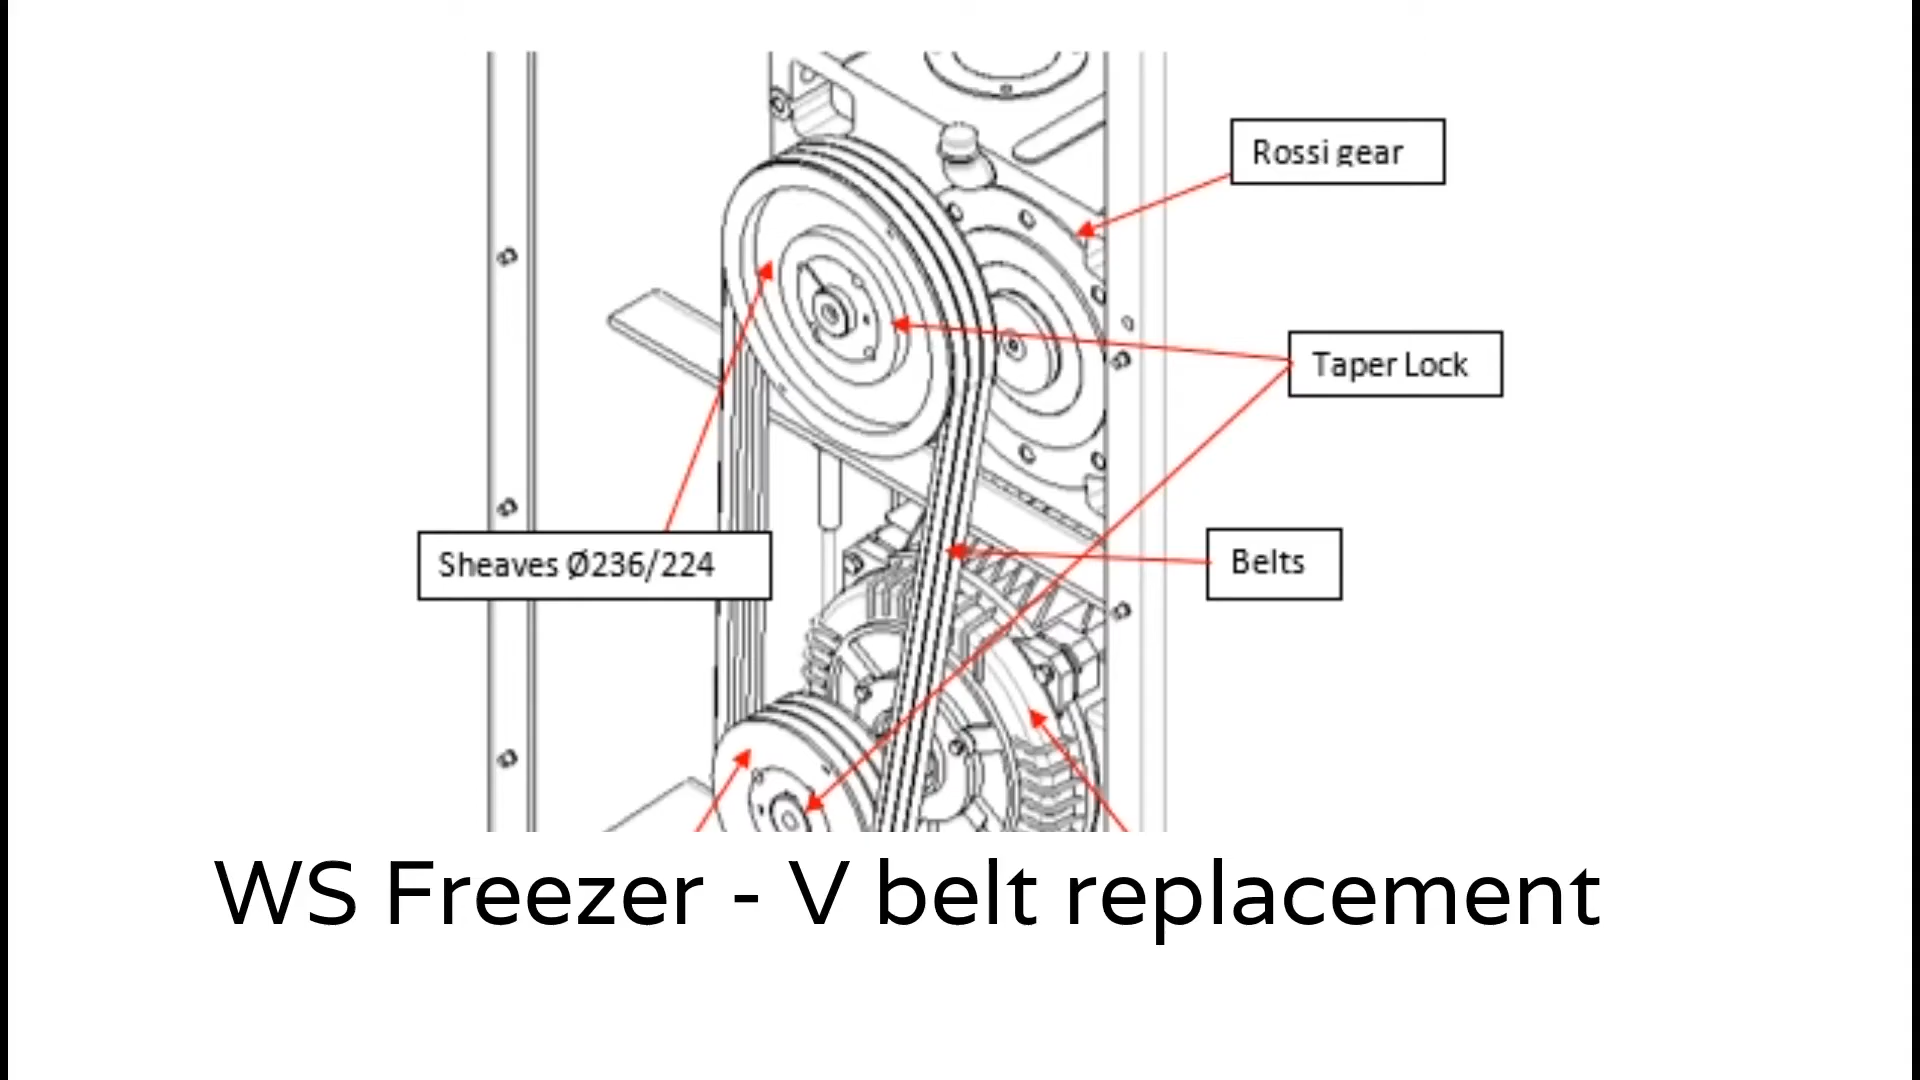 Rossi gear
Taper Lock
Sheaves Ø236/224
Belts
WS Freezer - V belt replacement